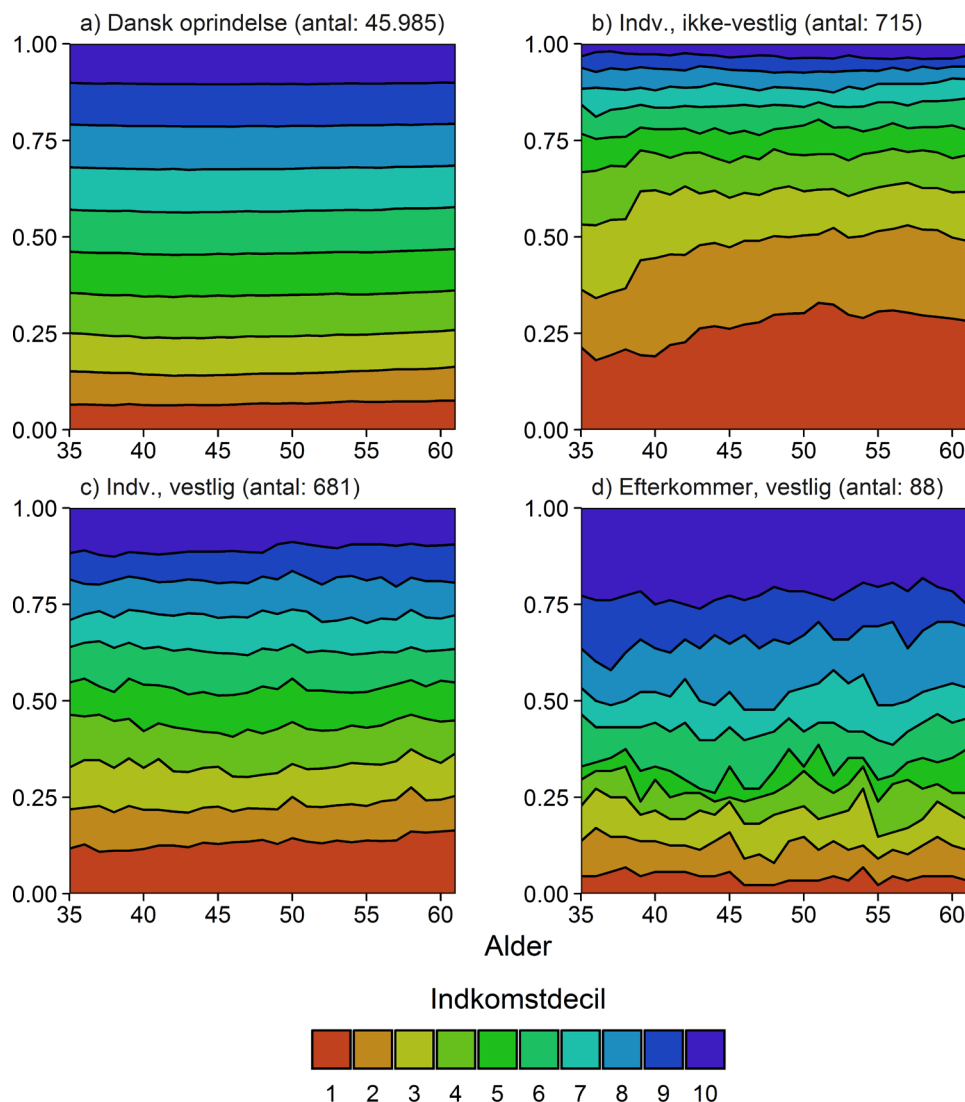 a) Dansk oprindelse (antal: 45.985)
1.00
0.75
0.50
0.25
0.00
35 40 45 50 55 60
b) Indv., ikke-vestlig (antal: 715)
1.00
0.75
0.50
0.25
0.00
35 40 45 50 55 60
c) Indv., vestlig (antal: 681)
1.00
0.75
0.50
0.25
0.00
35 40 45 50 55 60
d) Efterkommer, vestlig (antal: 88)
1.00
0.75
0.50
0.25
0.00
35 40 45 50 55 60
Alder
Indkomstdecil
1 2 3 4 5 6 7 8 9 10